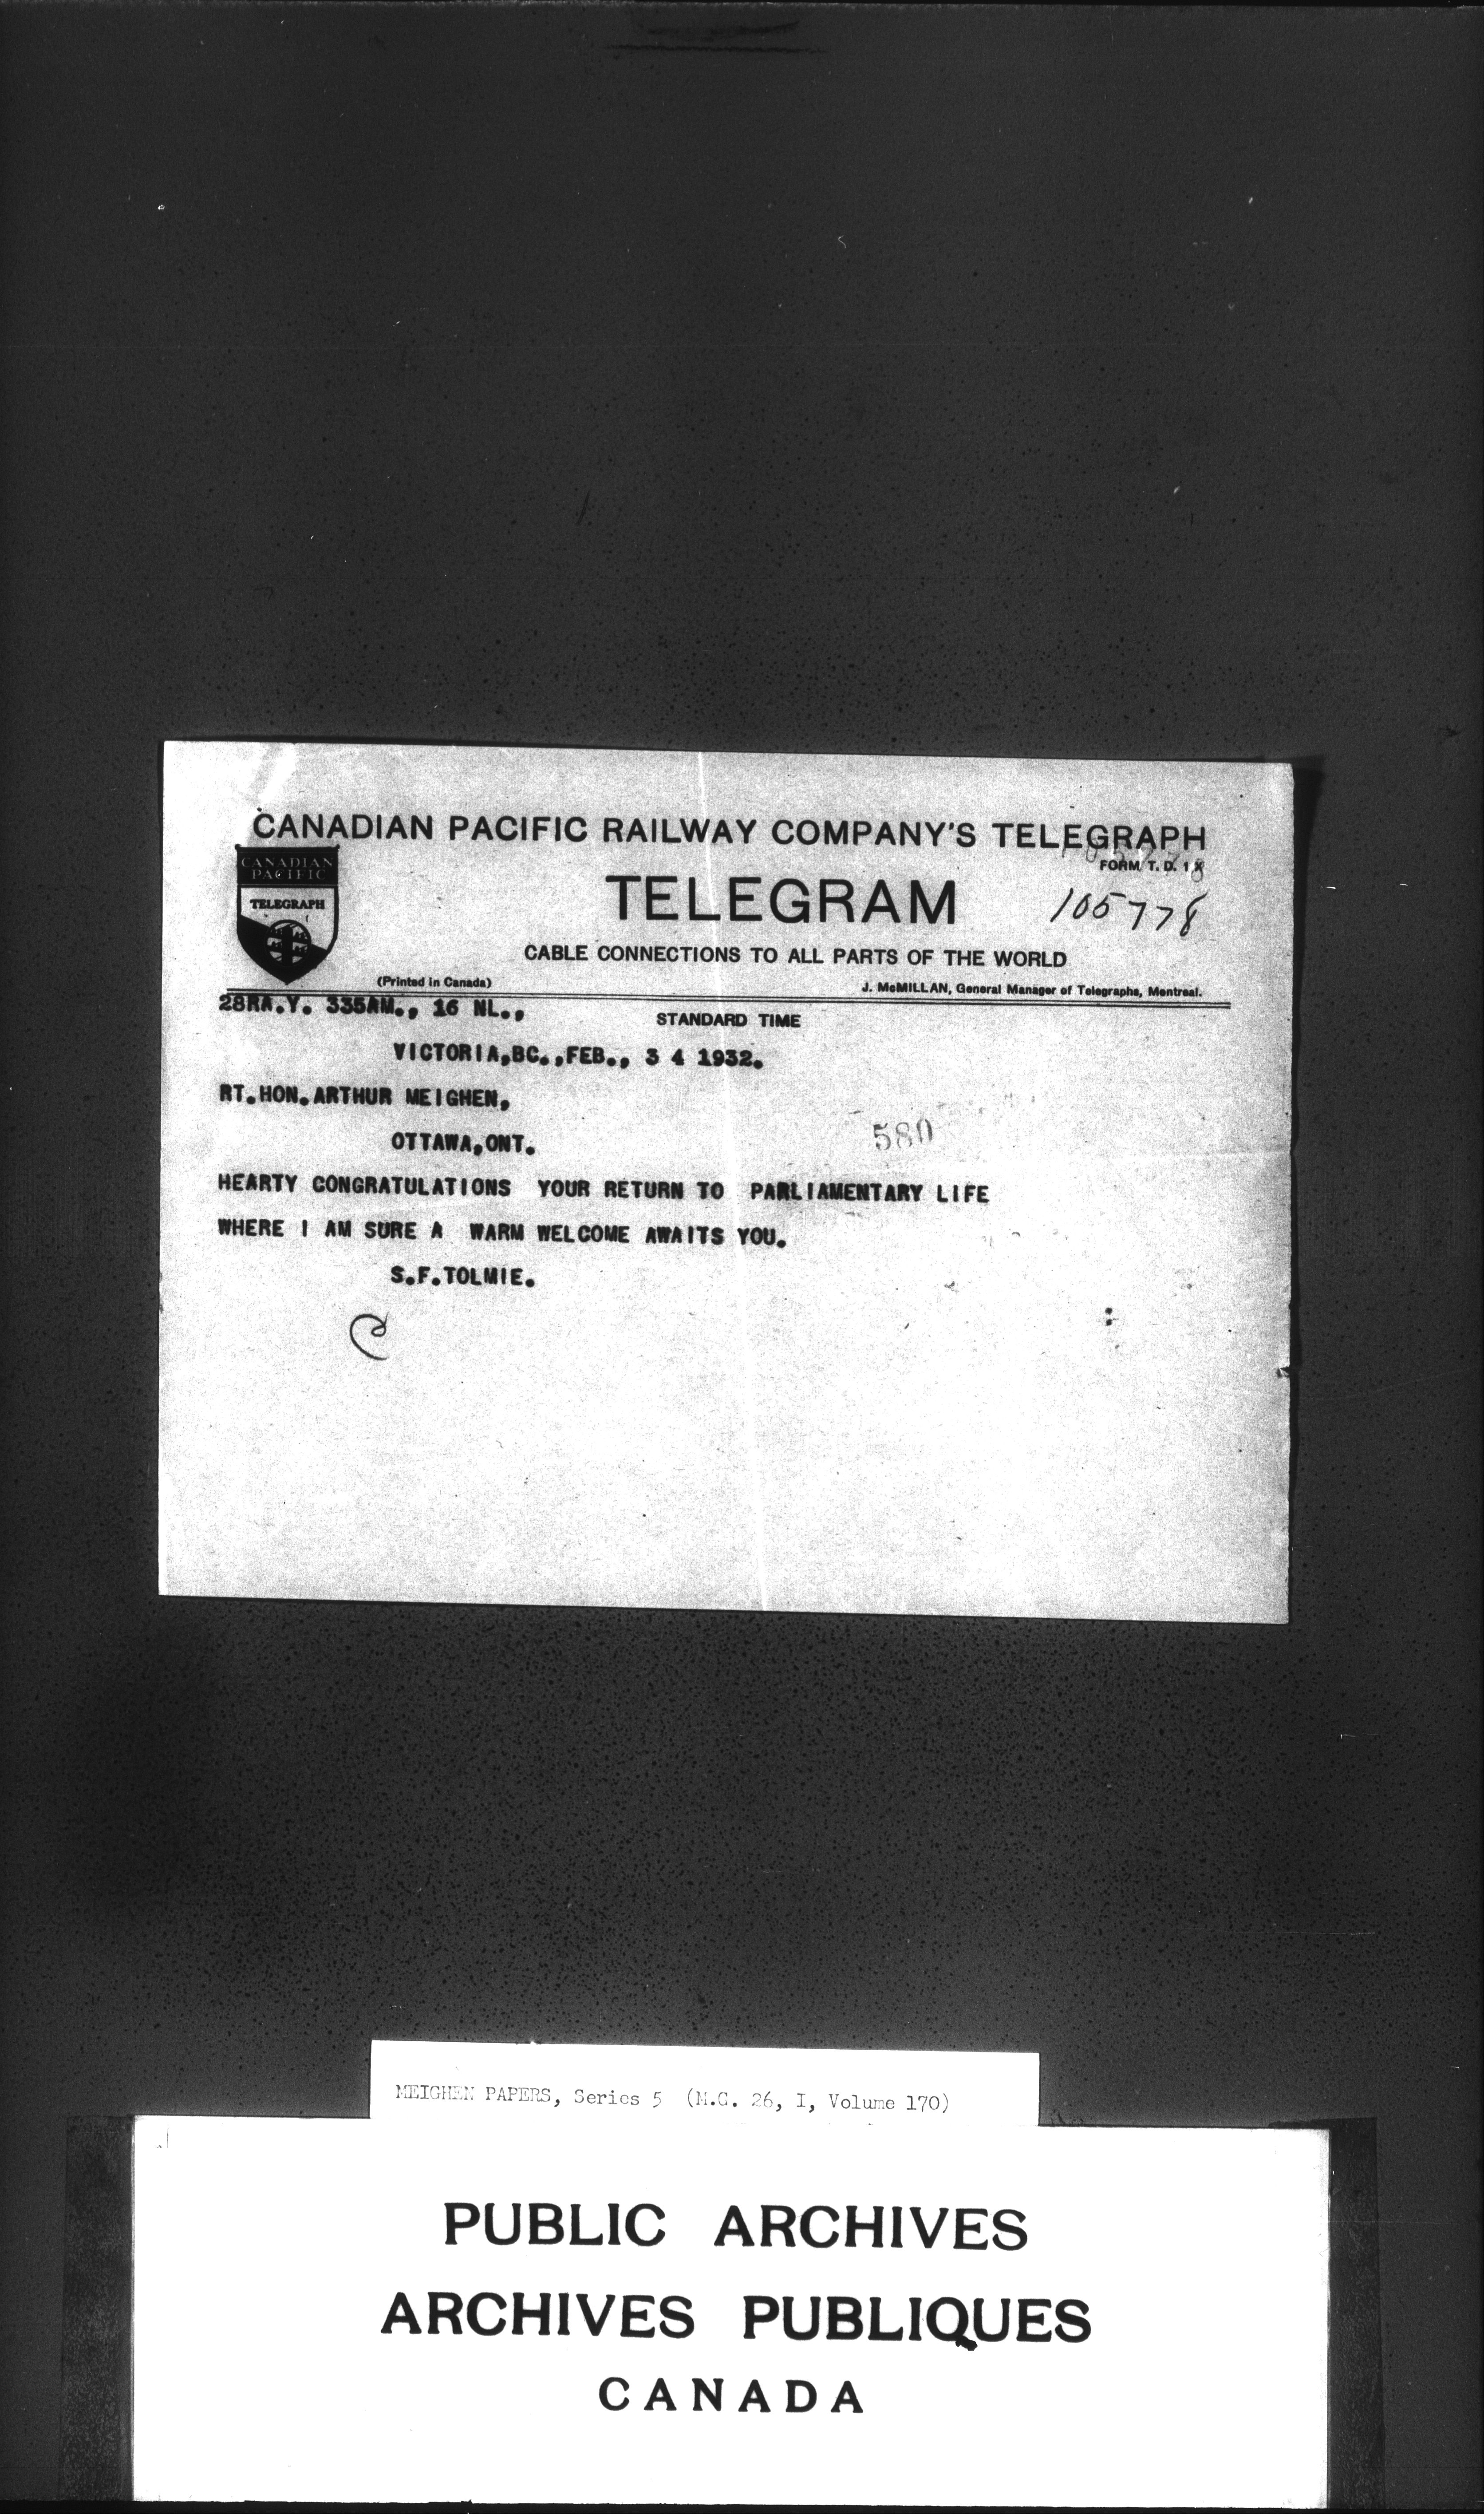 CANADIAN PACIFIC RAILWAY COMPANY'S TELEGRAPH
FORM T. D. 1 X
CANADIAN
PACIFIC
TELEGRAPH
TELEGRAM
105778
CABLE CONNECTIONS TO ALL PARTS OF THE WORLD
(Printed in Canada)
J. McMILLAN, General Manager of Telegraphs, Montreal.
28RA.Y. 335AM., 16 NL.,
STANDARD TIME
VICTORIA,BC.,FEB., 3 4 1932.
RT.HON.ARTHUR MEIGHEN,
OTTAWA,ONT.
580
HEARTY CONGRATULATIONS YOUR RETURN TO PARLIAMENTARY LIFE
WHERE I AM SURE A WARM WELCOME AWAITS YOU.
S.F.TOLMIE.
MEIGHEN PAPERS, Series 5 (M.G. 26, I, Volume 170)
PUBLIC ARCHIVES
ARCHIVES PUBLIQUES
CANADA